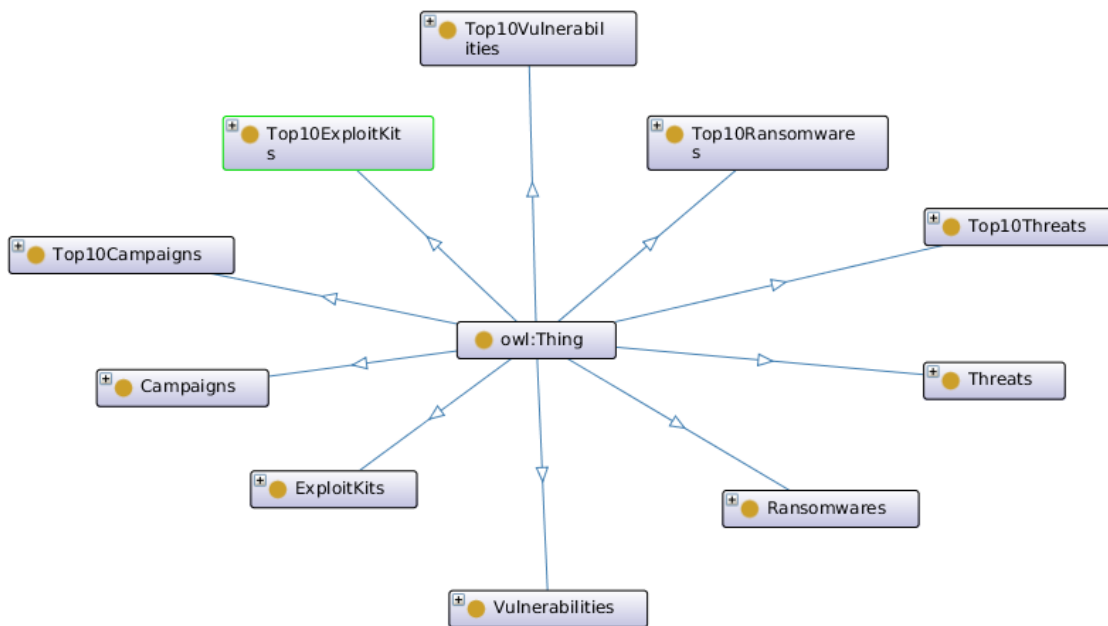 Top10Vulnerabil
ities
Top10ExploitKit
s
Top10Ransomware
s
Top10Threats
Top10Campaigns
owl:Thing
Campaigns
Threats
ExploitKits
Ransomwares
Vulnerabilities